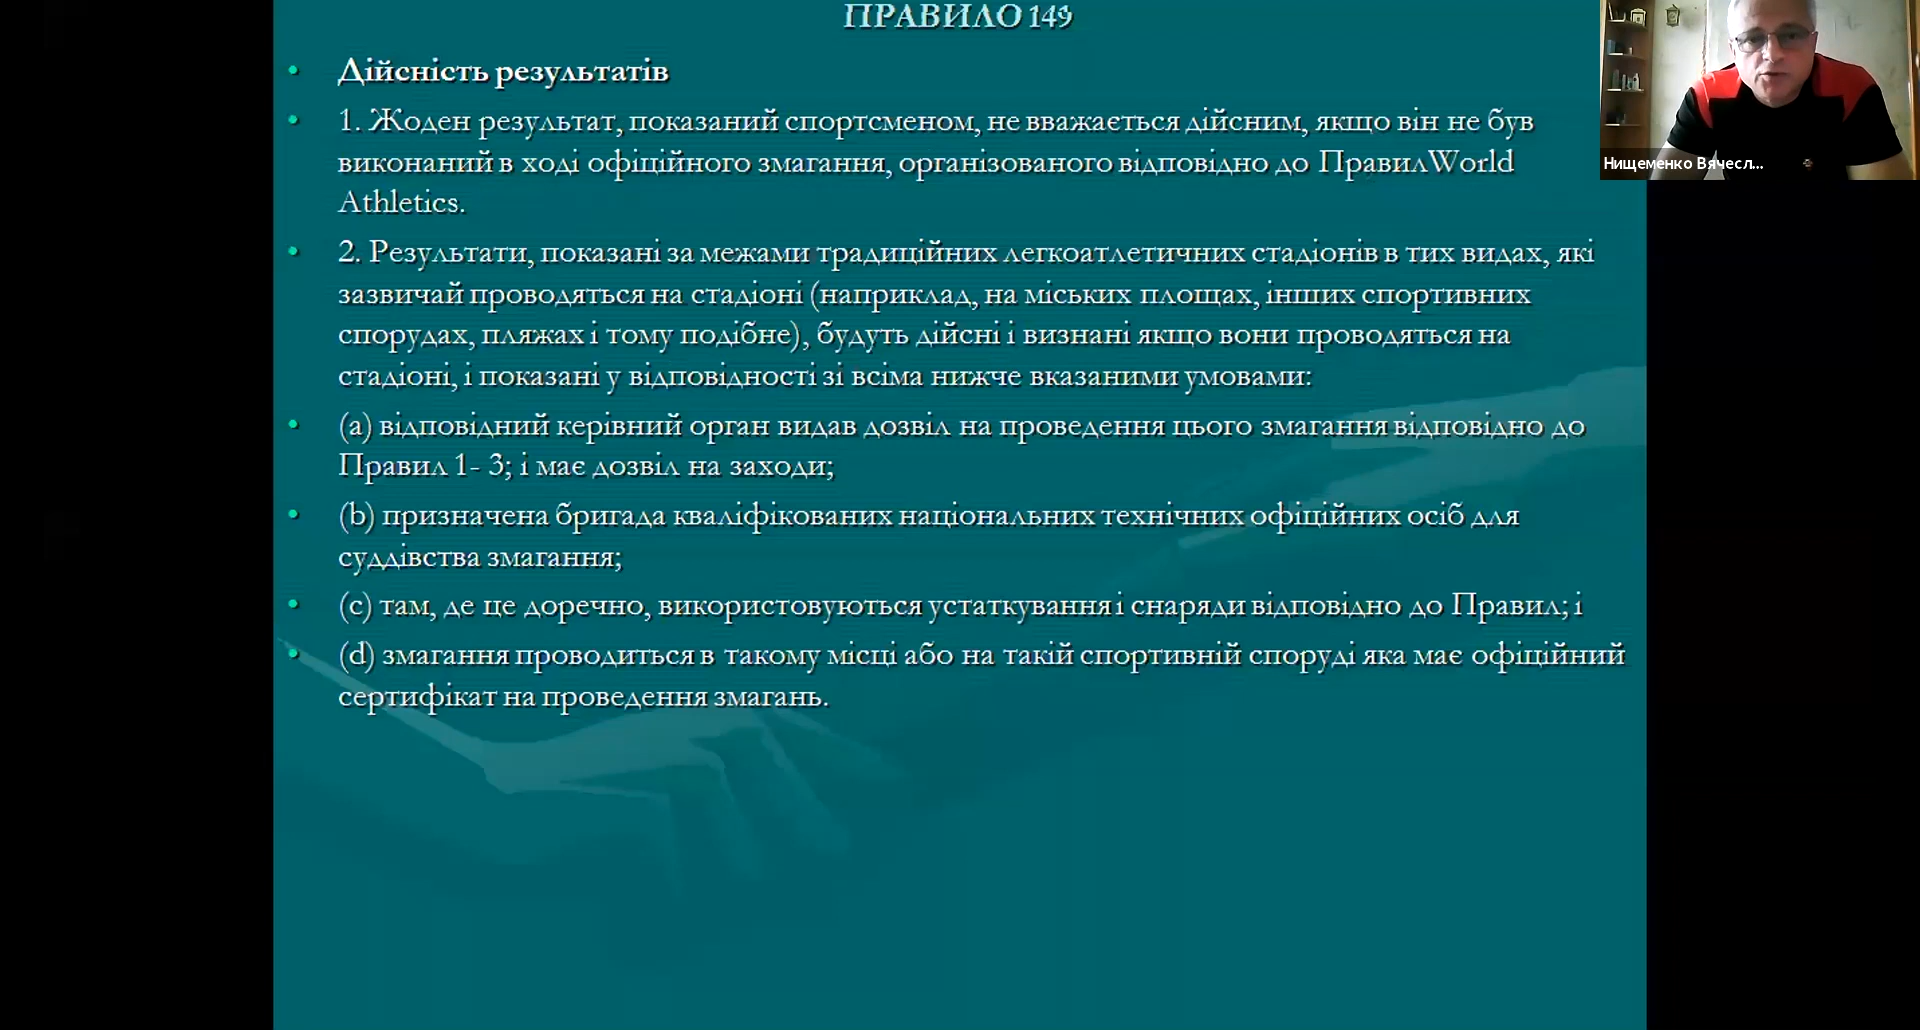 ПРАВИЛО 149
Дійсність результатів
1. Жоден результат, показаний спортсменом, не вважається дійсним, якщо він не був
виконаний в ході офіційного змагання, організованого відповідно до ПравилWorld
Athletics.
2. Результати, показані за межами традиційних легкоатлетичних стадіонів в тих видах, які
зазвичай проводяться на стадіоні (наприклад, на міських площах, інших спортивних
спорудах, пляжах і тому подібне), будуть дійсні і визнані якщо вони проводяться на
стадіоні, і показані у відповідності зі всіма нижче вказаними умовами:
(a) відповідний керівний орган видав дозвіл на проведення цього змагання відповідно до
Правил 1- 3; і має дозвіл на заходи;
(b) призначена бригада кваліфікованих національних технічних офіційних осіб для
суддівства змагання;
(c) там, де це доречно, використовуються устаткування і снаряди відповідно до Правил; і
(d) змагання проводиться в такому місці або на такій спортивній споруді яка має офіційний
сертифікат на проведення змагань.
Нищеменко Вячесл...